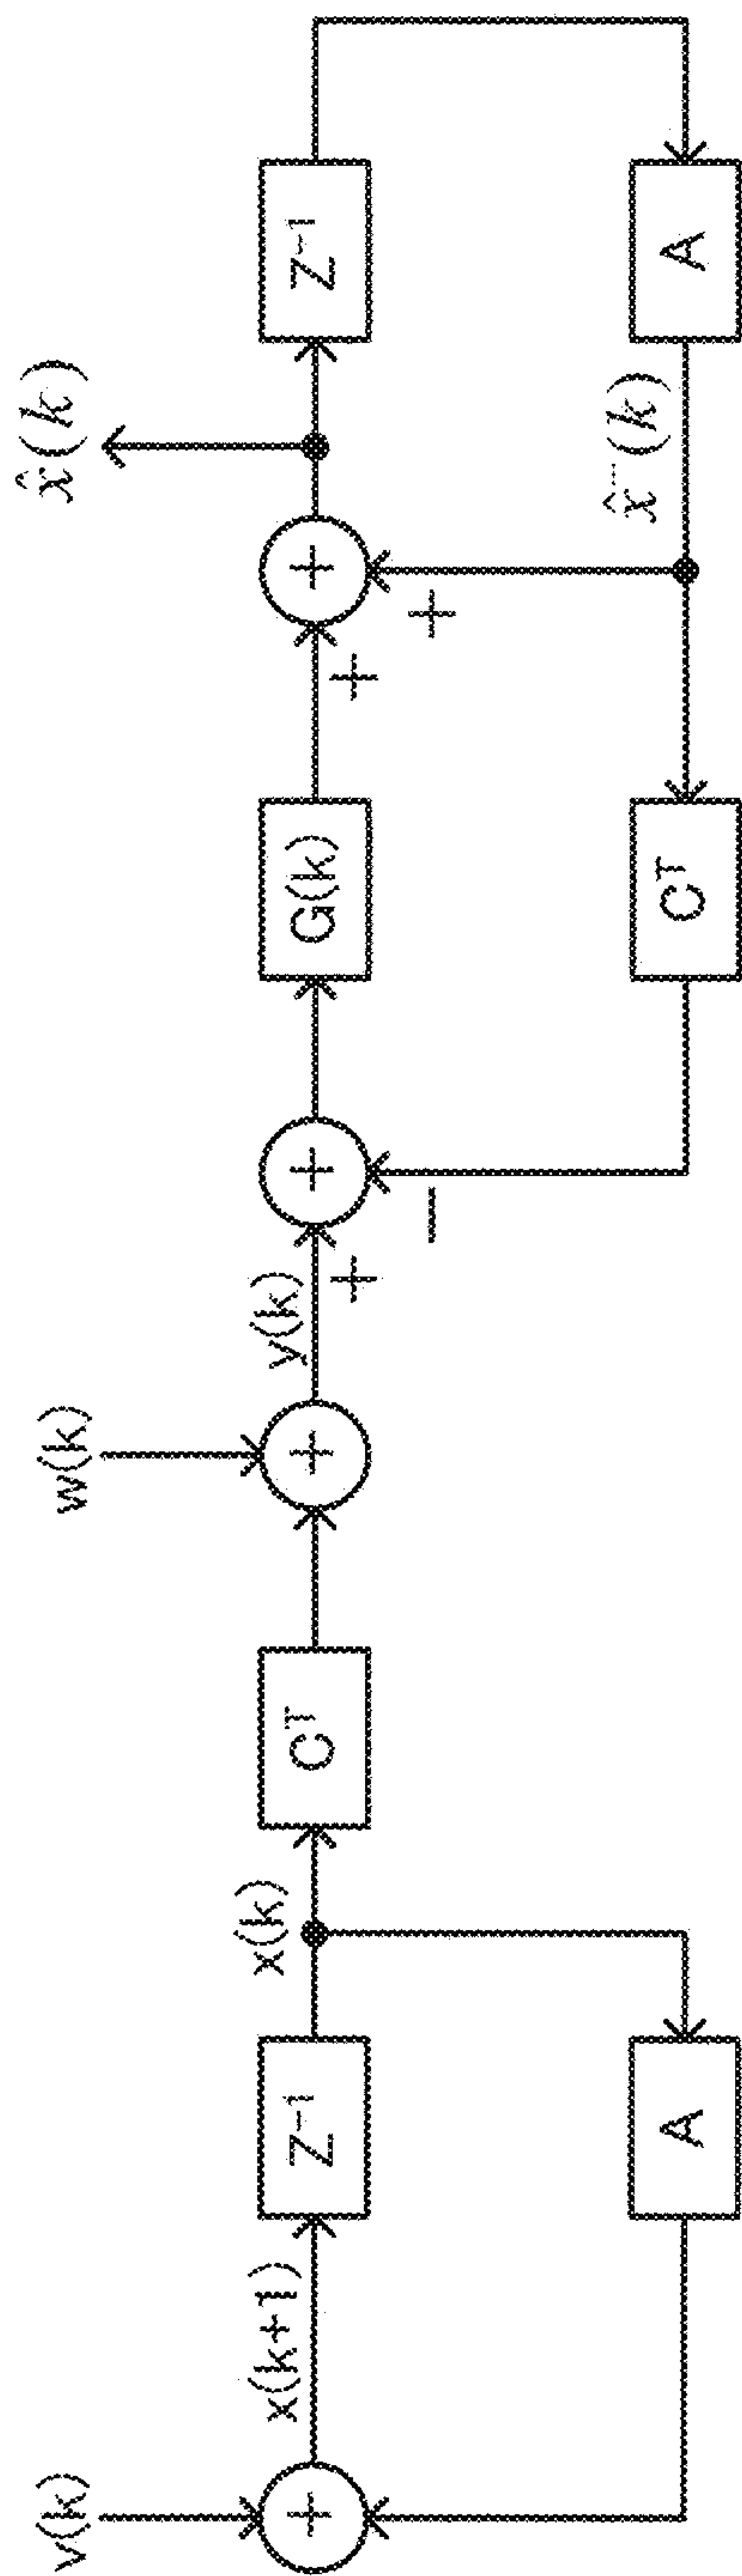 v(k)
w(k)
x̂(k)
+
x(k+1)
Z⁻¹
x(k)
Cᵀ
+
y(k)
+
+
G(k)
+
+
Z⁻¹
−
+
A
Cᵀ
x̂⁻(k)
A